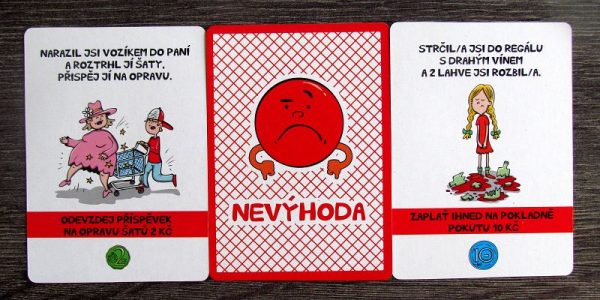 NARAZIL JSI VOZÍKEM DO PANÍ
A ROZTRHL JÍ ŠATY,
PŘISPĚJ JÍ NA OPRAVU.
ODEVZDEJ PŘÍSPĚVEK
NA OPRAVU ŠATŮ 2 KČ
2
NEVÝHODA
STRČIL/A JSI DO REGÁLU
S DRAHÝM VÍNEM
A 2 LAHVE JSI ROZBIL/A.
ZAPLAŤ IHNED NA POKLADNĚ
POKUTU 10 KČ
10